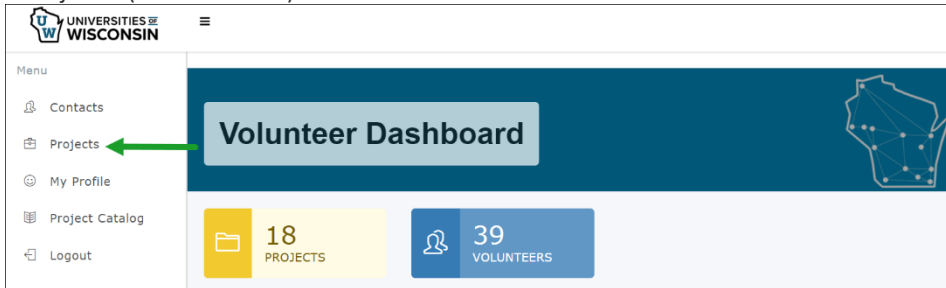 UNIVERSITIES OF
WISCONSIN
Menu
Contacts
Projects
My Profile
Project Catalog
Logout
Volunteer Dashboard
18
PROJECTS
39
VOLUNTEERS